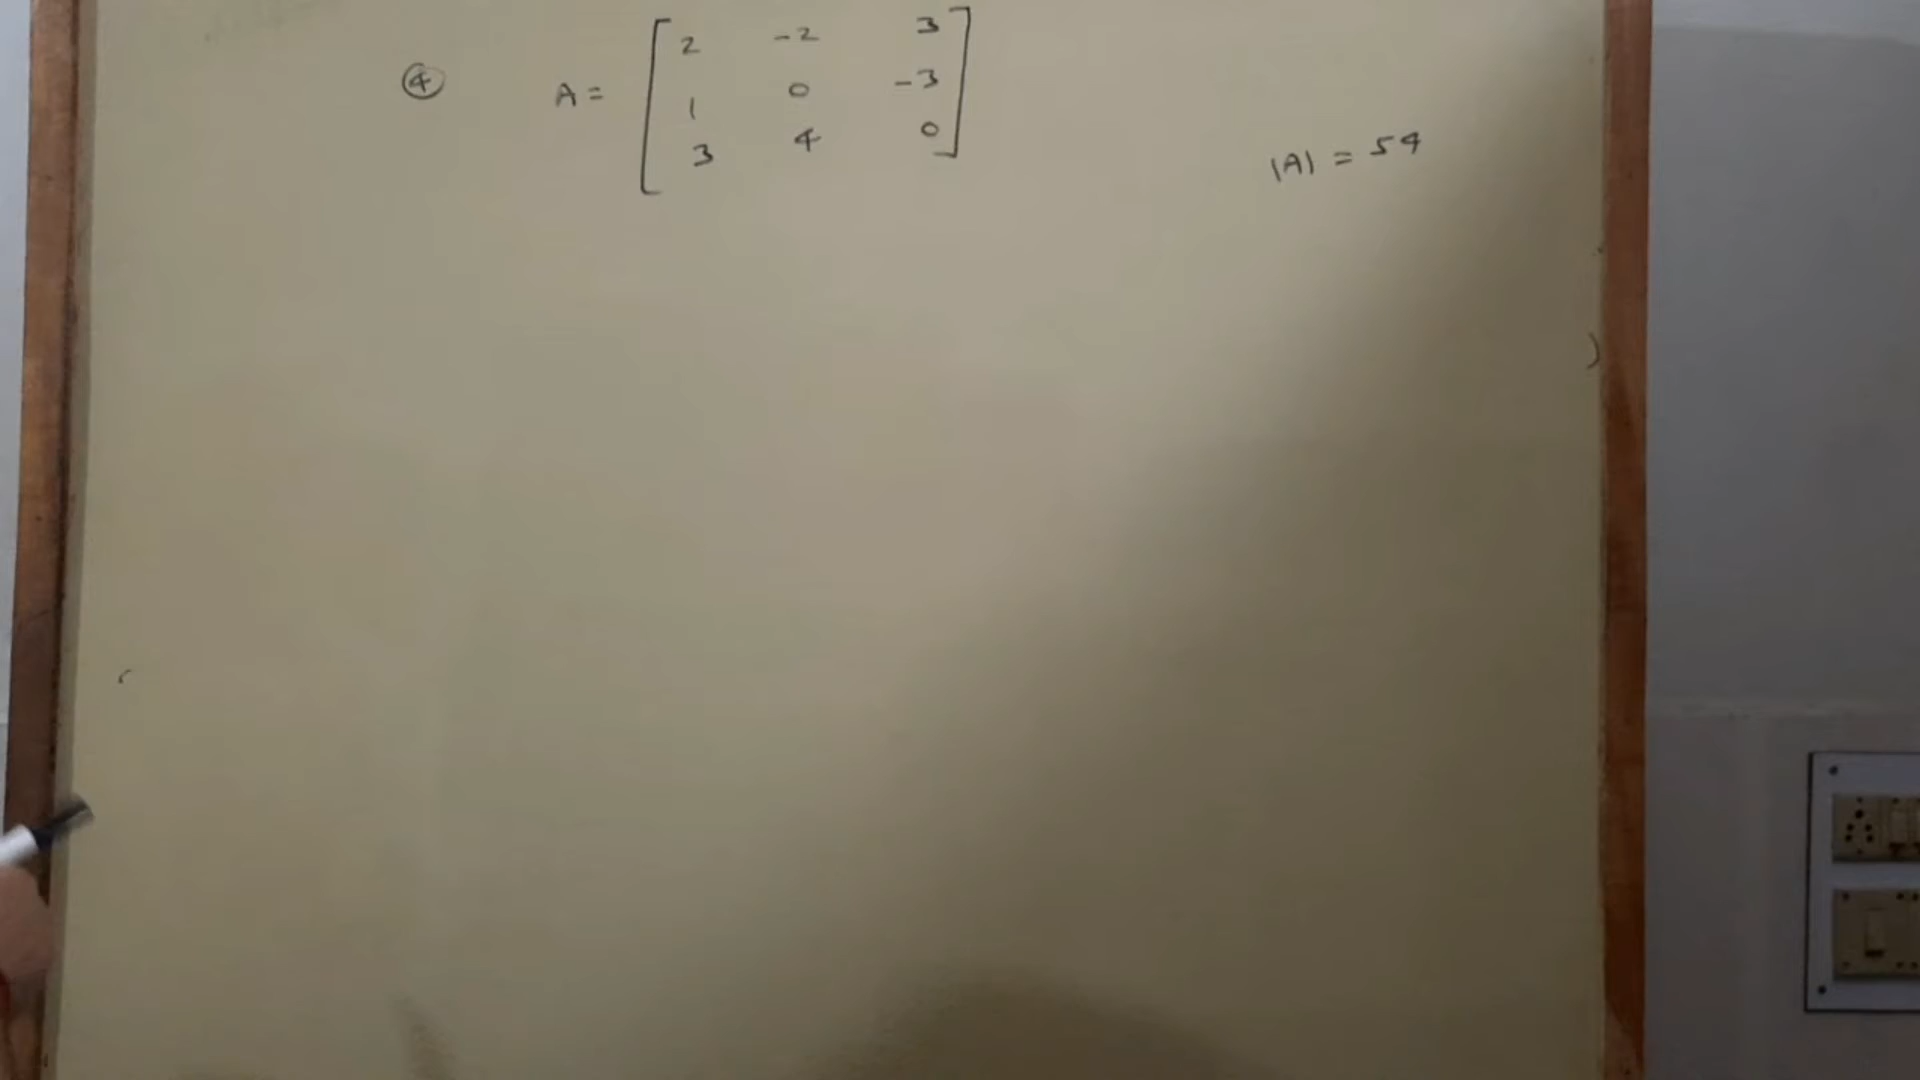 ④ A = [ 2 -2 3
1 0 -3
3 4 0 ]
|A| = 54